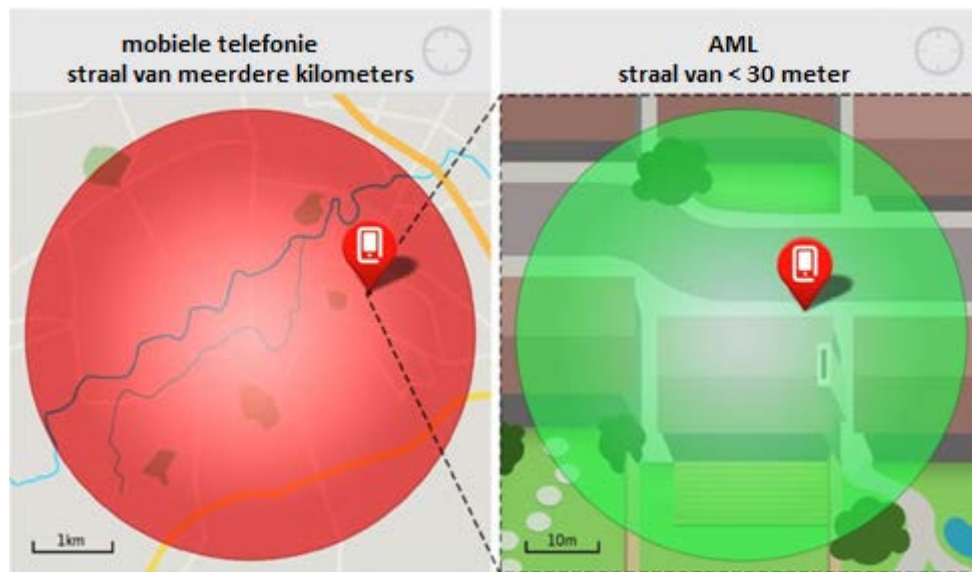 mobiele telefonie
straal van meerdere kilometers
AML
straal van < 30 meter
1km
10m